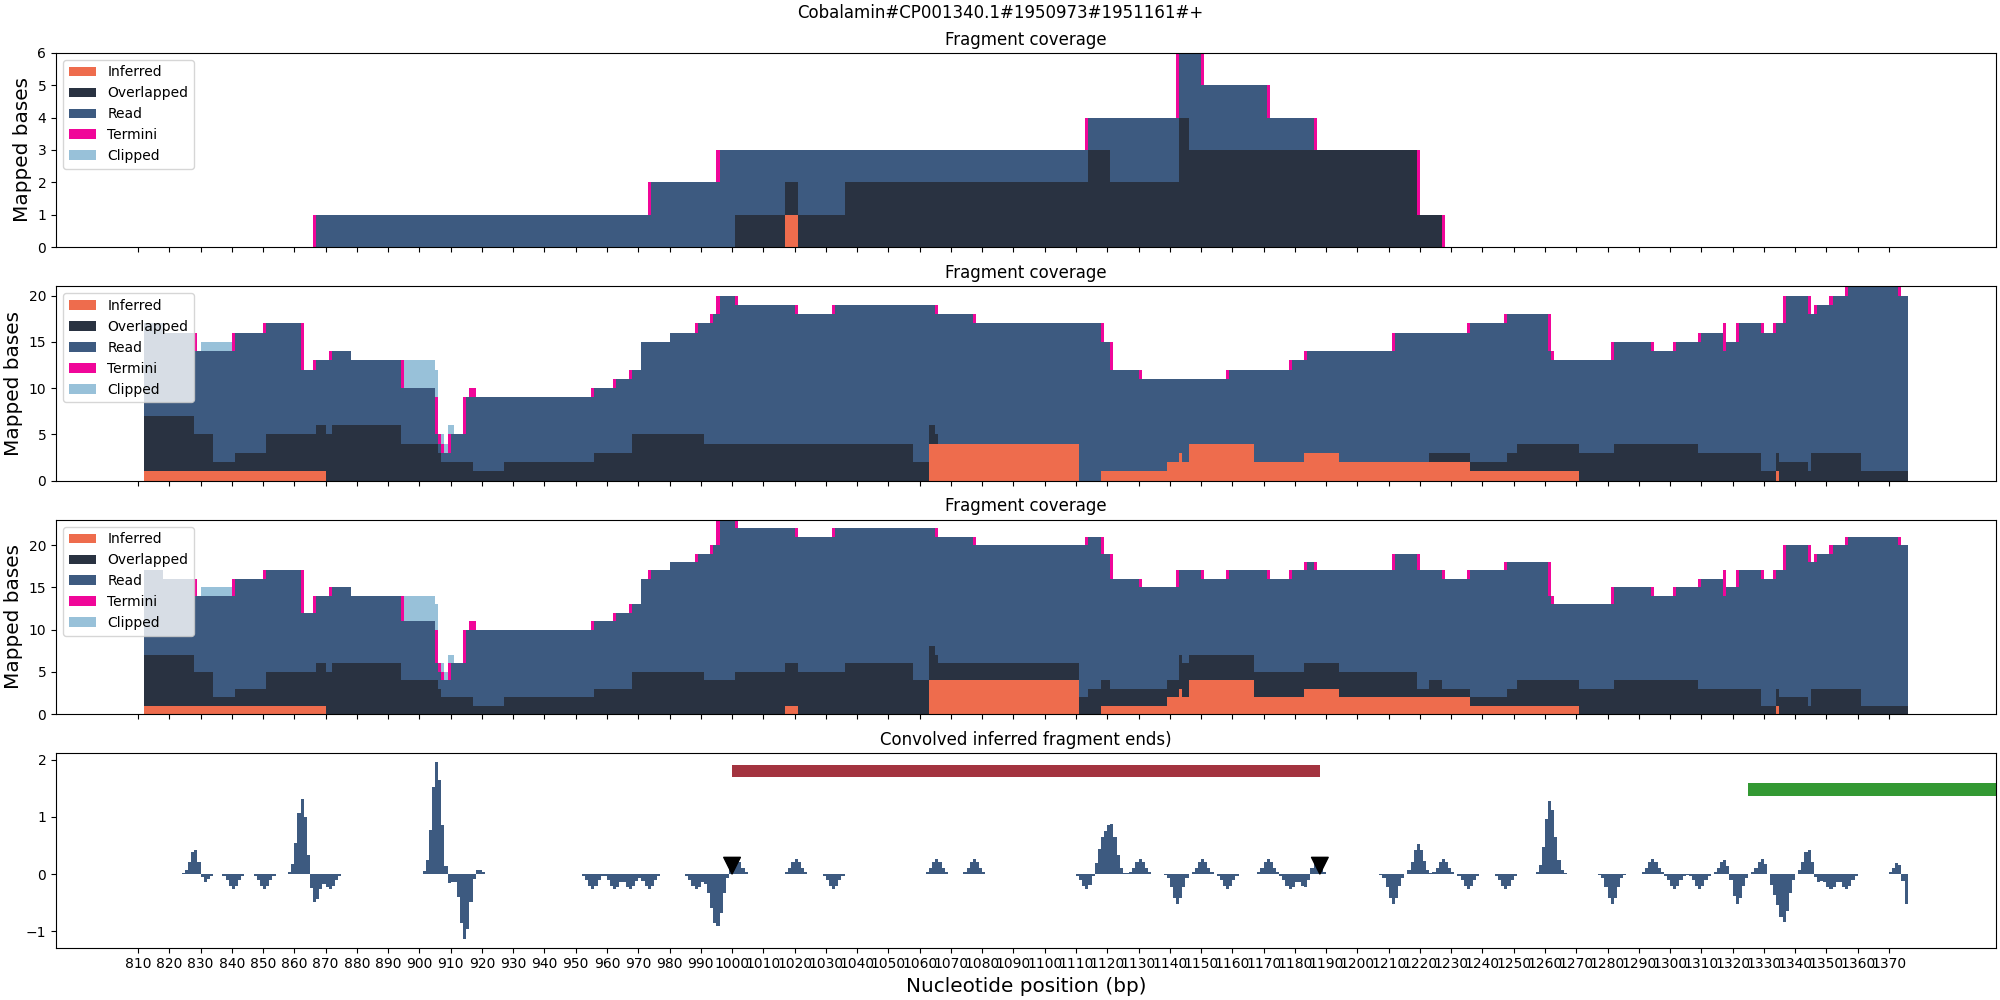 Cobalamin#CP001340.1#1950973#1951161#+
Fragment coverage
Mapped bases
6
5
4
3
2
1
0
Inferred
Overlapped
Read
Termini
Clipped
Fragment coverage
Mapped bases
20
15
10
5
0
Inferred
Overlapped
Read
Termini
Clipped
Fragment coverage
Mapped bases
20
15
10
5
0
Inferred
Overlapped
Read
Termini
Clipped
Convolved inferred fragment ends)
2
1
0
−1
810 820 830 840 850 860 870 880 890 900 910 920 930 940 950 960 970 980 990 1000 1010 1020 1030 1040 1050 1060 1070 1080 1090 1100 1110 1120 1130 1140 1150 1160 1170 1180 1190 1200 1210 1220 1230 1240 1250 1260 1270 1280 1290 1300 1310 1320 1330 1340 1350 1360 1370
Nucleotide position (bp)